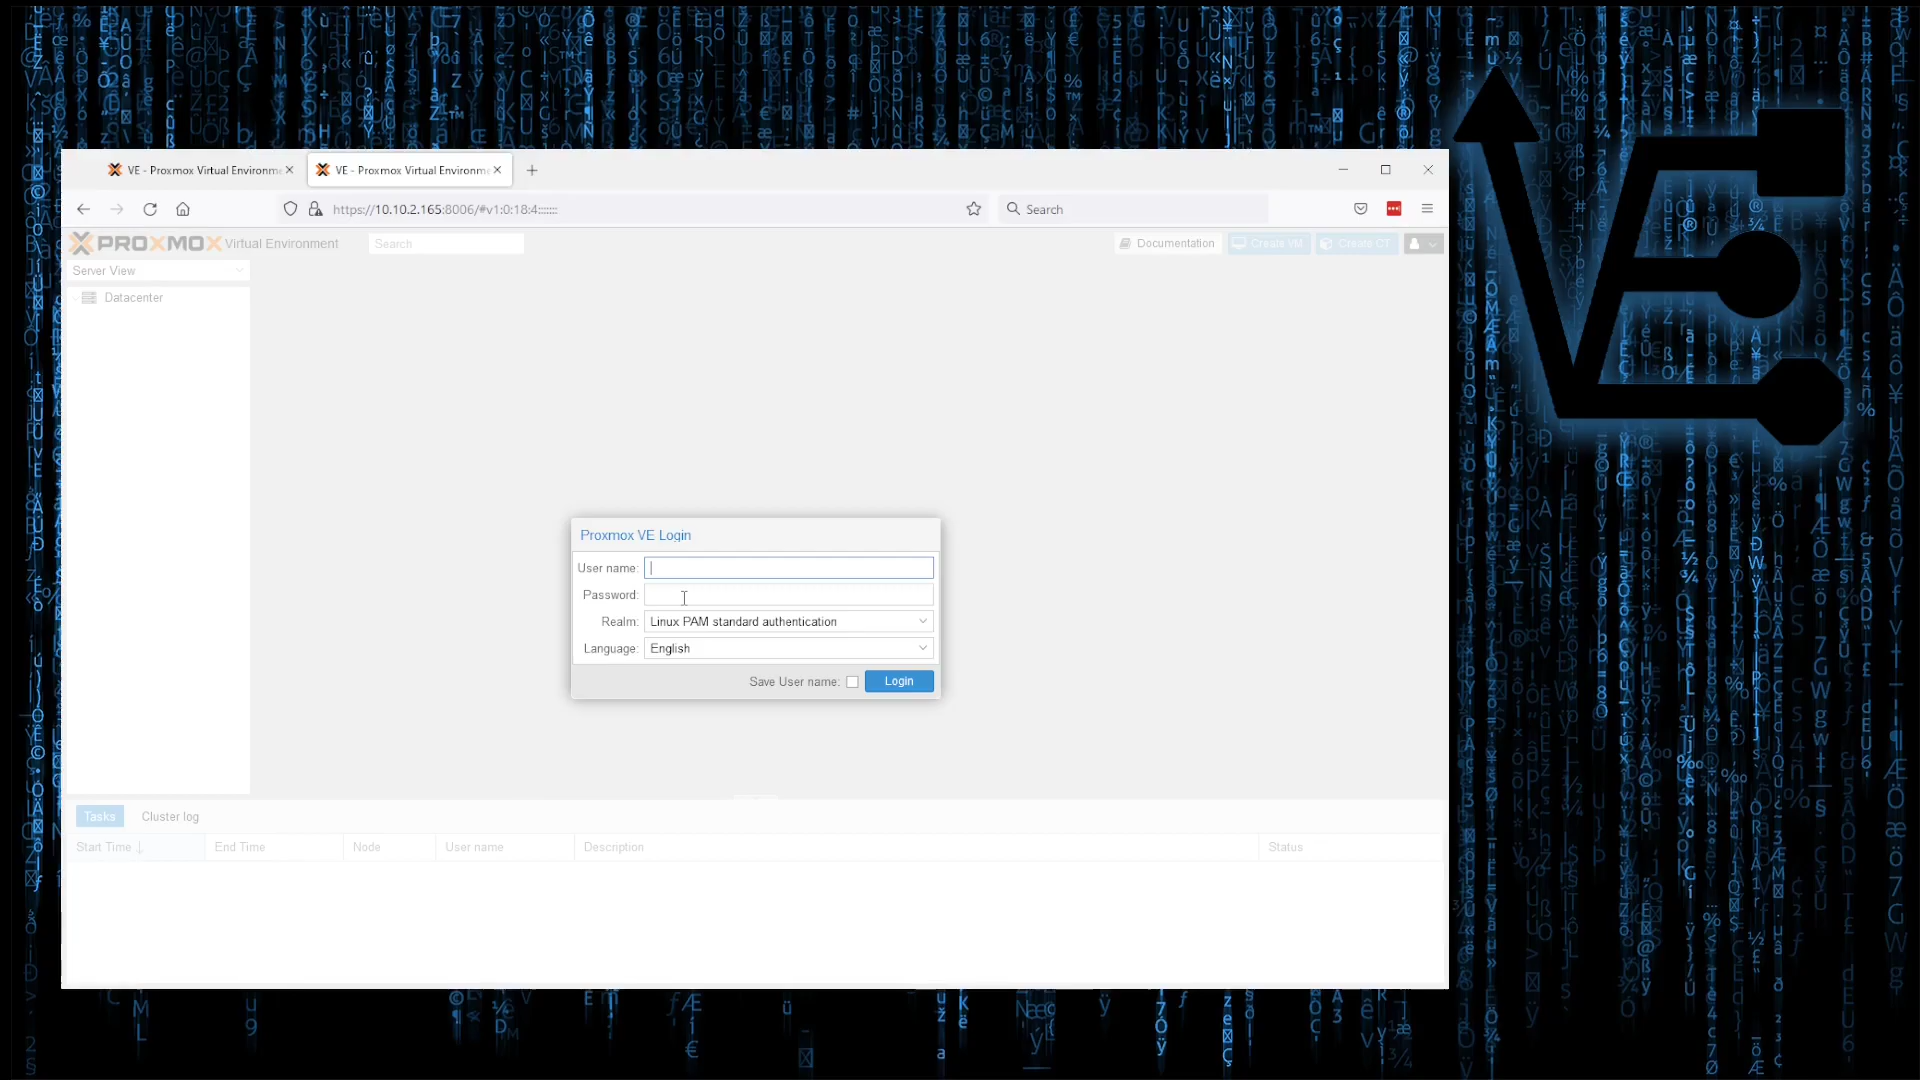 VE - Proxmox Virtual Environme
VE - Proxmox Virtual Environme
https://10.10.2.165:8006/#v1:0:18:4:::::::
Search
PROXMOX Virtual Environment
Search
Documentation
Create VM
Create CT
Server View
Datacenter
Proxmox VE Login
User name:
Password:
Realm: Linux PAM standard authentication
Language: English
Save User name:
Login
Tasks
Cluster log
Start Time
End Time
Node
User name
Description
Status